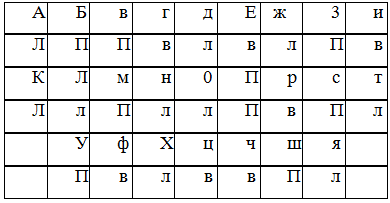 А Б в г д Е ж З и
Л П П в л в л П в
К Л м н 0 П р с т
Л л П л л П в П л
У ф Х ц ч ш я
П в л в в П л